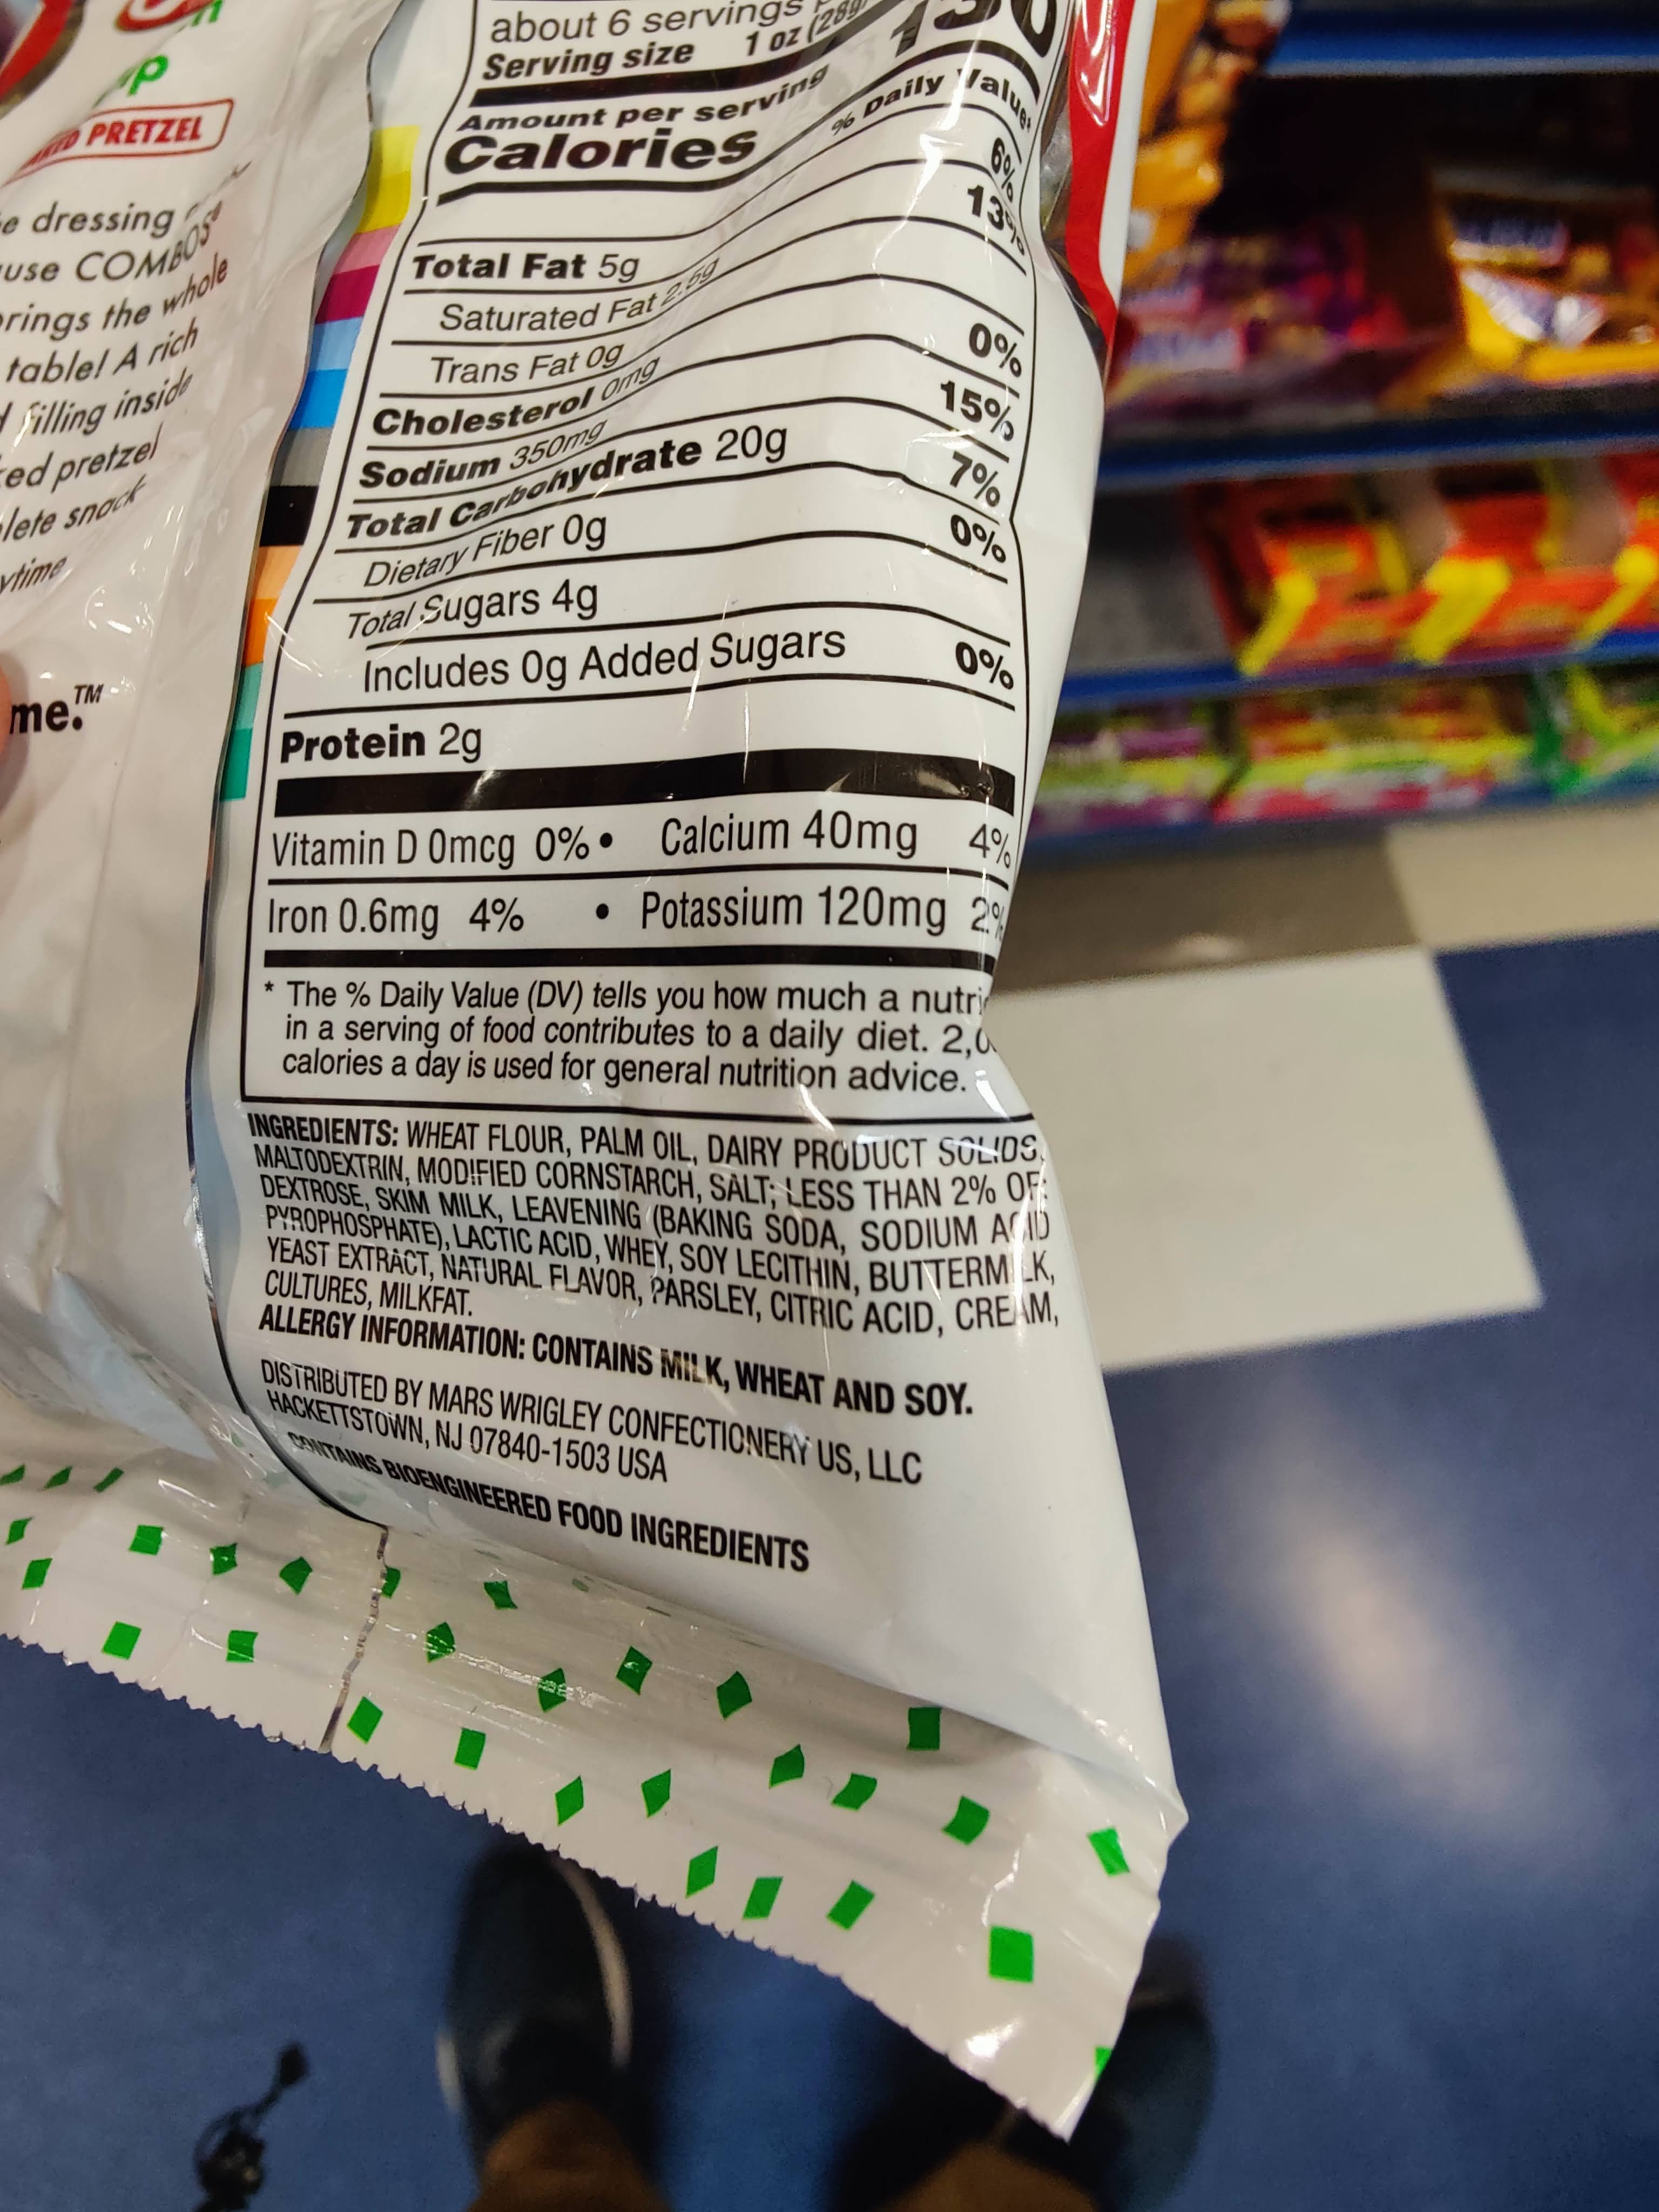 PRETZEL
e dressing
use COMBOS®
rings the whole
table! A rich
filling inside
ed pretzel
lete snack
ytime
me.™
about 6 servings
Serving size 1 oz (28g
Amount per serving
Calories 130
% Daily Value*
Total Fat 5g 6%
Saturated Fat 2.5g 13%
Trans Fat 0g
Cholesterol 0mg 0%
Sodium 350mg 15%
Total Carbohydrate 20g 7%
Dietary Fiber 0g 0%
Total Sugars 4g
Includes 0g Added Sugars 0%
Protein 2g
Vitamin D 0mcg 0% • Calcium 40mg 4%
Iron 0.6mg 4% • Potassium 120mg 2%
* The % Daily Value (DV) tells you how much a nutri
in a serving of food contributes to a daily diet. 2,0
calories a day is used for general nutrition advice.
INGREDIENTS: WHEAT FLOUR, PALM OIL, DAIRY PRODUCT SOLIDS,
MALTODEXTRIN, MODIFIED CORNSTARCH, SALT; LESS THAN 2% OF:
DEXTROSE, SKIM MILK, LEAVENING (BAKING SODA, SODIUM ACID
PYROPHOSPHATE), LACTIC ACID, WHEY, SOY LECITHIN, BUTTERMILK,
YEAST EXTRACT, NATURAL FLAVOR, PARSLEY, CITRIC ACID, CREAM,
CULTURES, MILKFAT.
ALLERGY INFORMATION: CONTAINS MILK, WHEAT AND SOY.
DISTRIBUTED BY MARS WRIGLEY CONFECTIONERY US, LLC
HACKETTSTOWN, NJ 07840-1503 USA
CONTAINS BIOENGINEERED FOOD INGREDIENTS